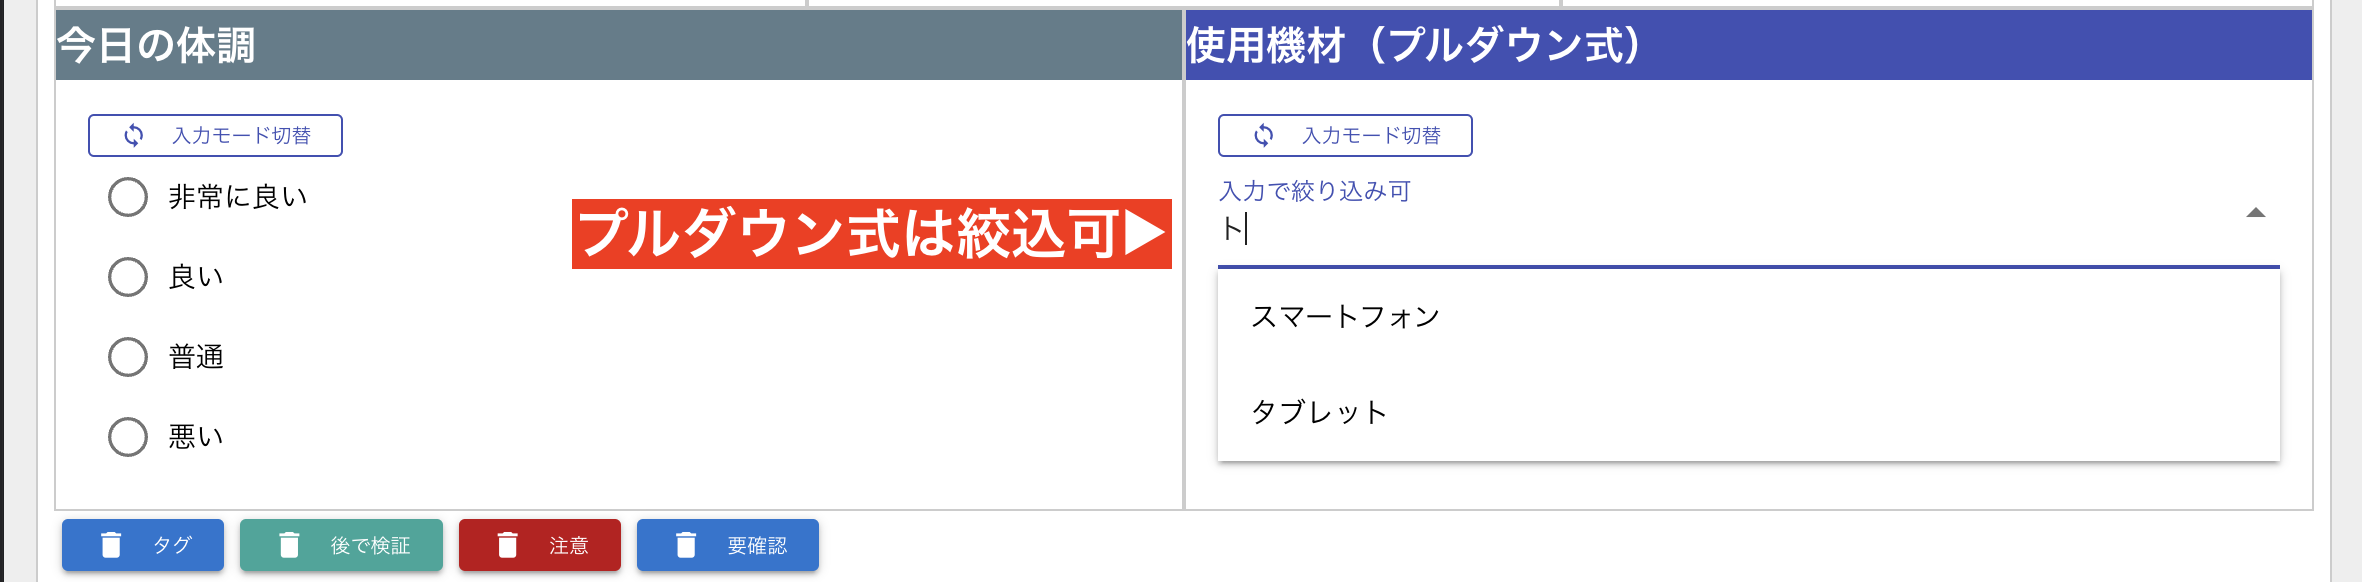 今日の体調
使用機材（プルダウン式）
入力モード切替
非常に良い
良い
普通
悪い
プルダウン式は絞込可▶
入力モード切替
入力で絞り込み可
ト
スマートフォン
タブレット
タグ
後で検証
注意
要確認